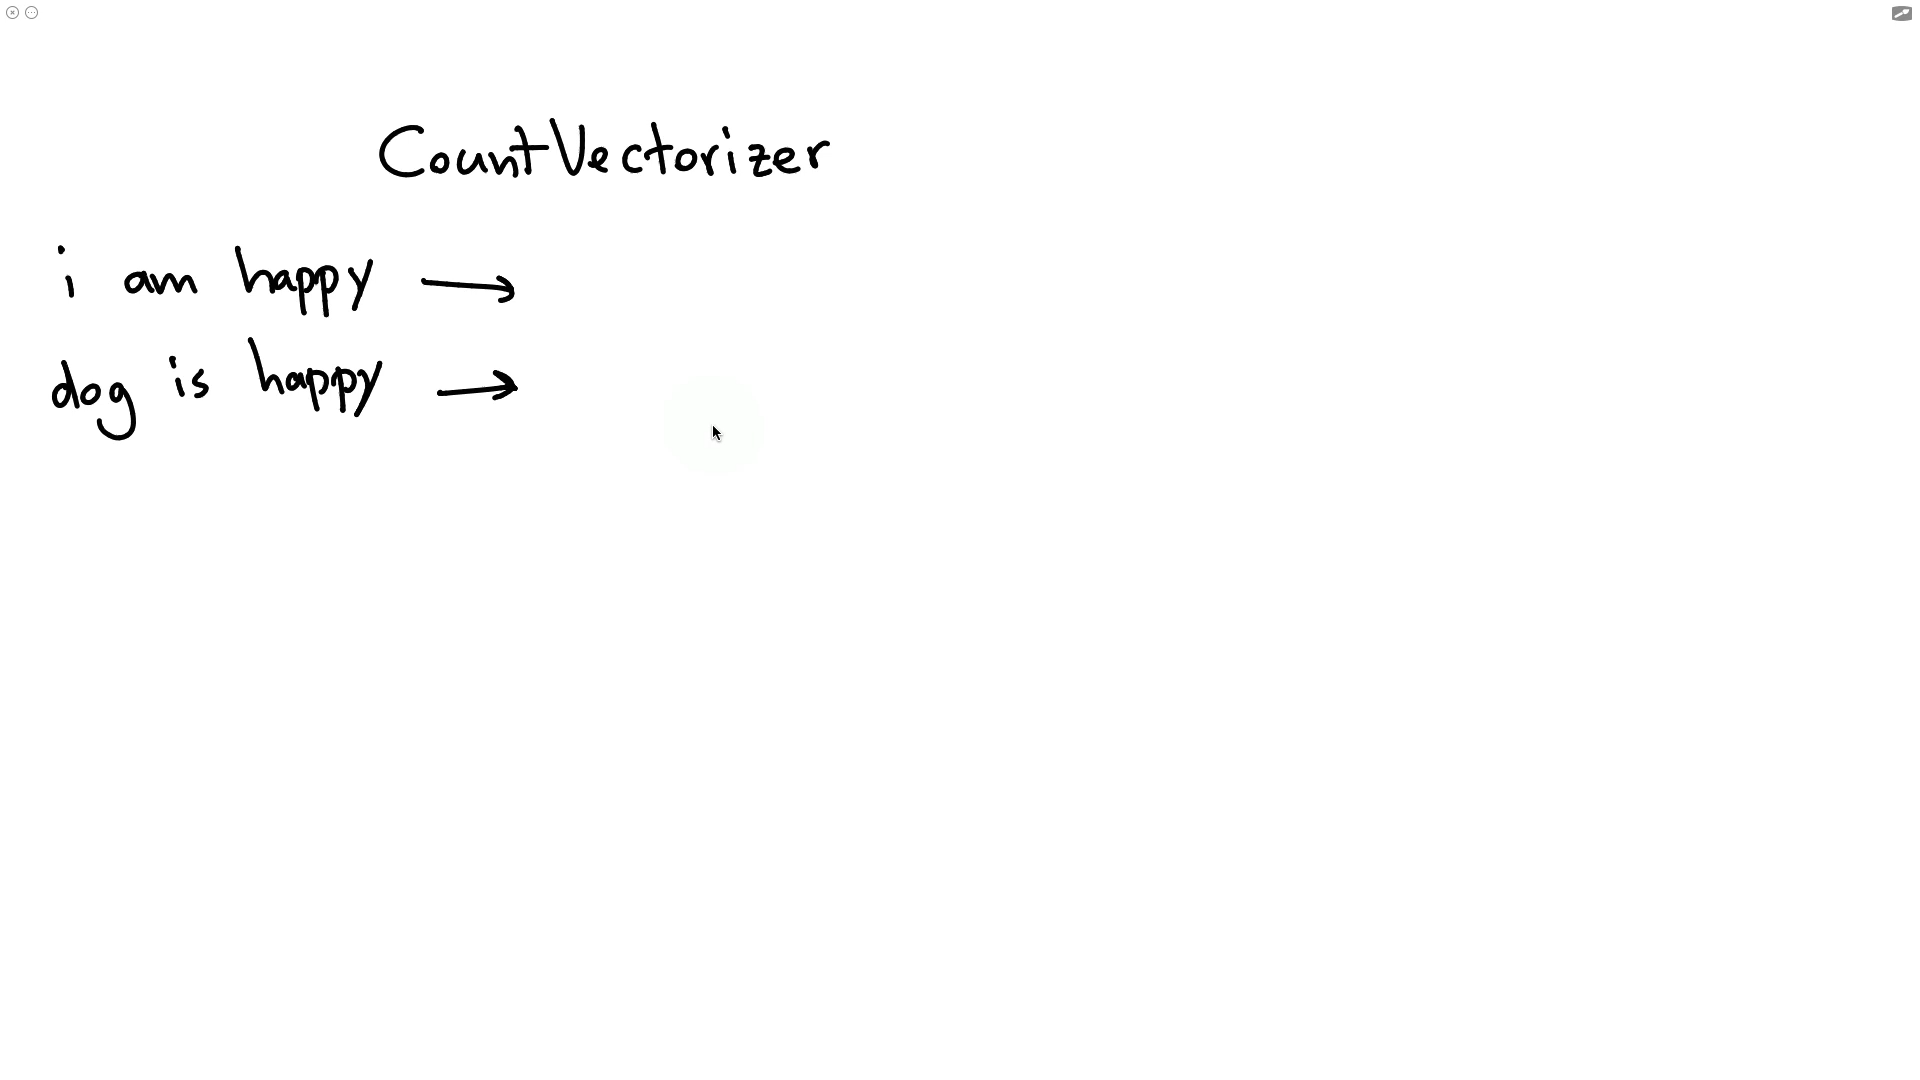 CountVectorizer
i am happy →
dog is happy →